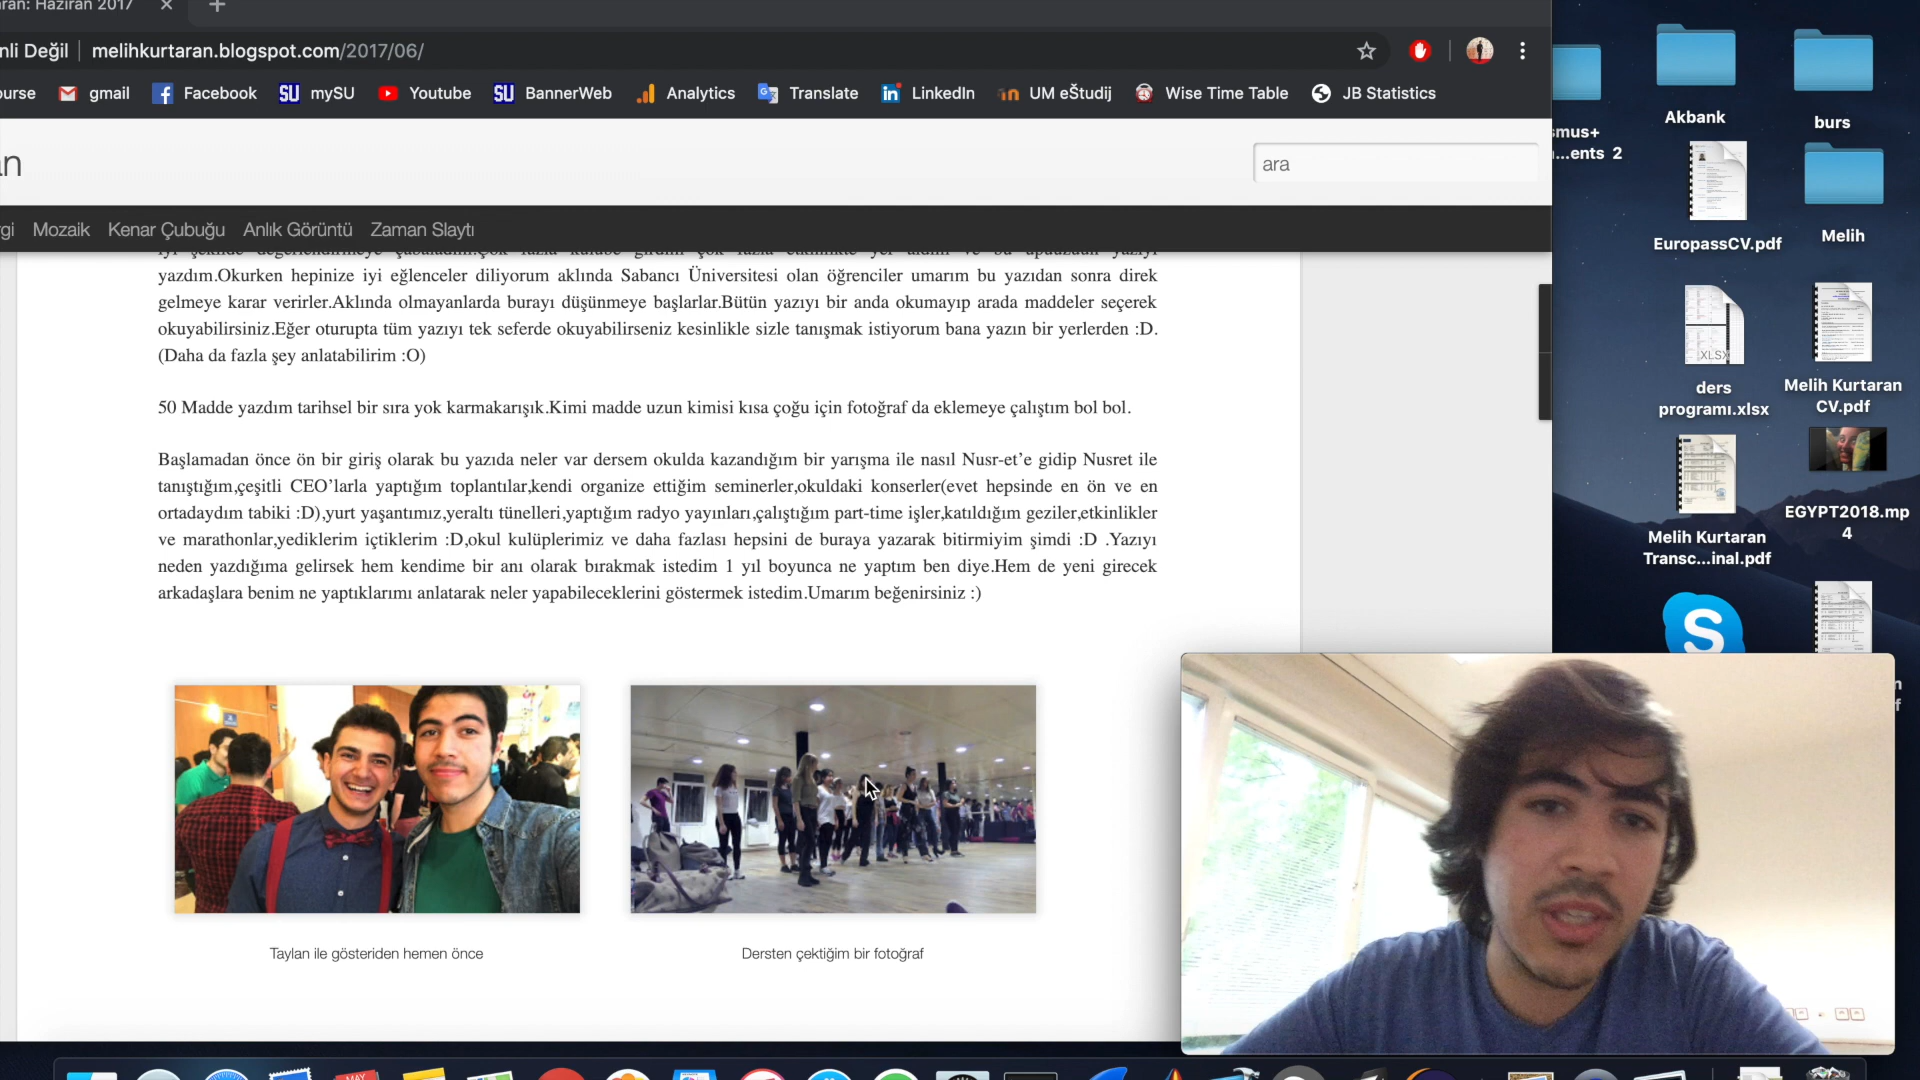 ran: Haziran 2017
nli Değil melihkurtaran.blogspot.com/2017/06/
ourse gmail Facebook SU mySU Youtube SU BannerWeb Analytics Translate LinkedIn UM eŠtudij Wise Time Table JB Statistics
an
ara
rgi Mozaik Kenar Çubuğu Anlık Görüntü Zaman Slaytı
yazdım.Okurken hepinize iyi eğlenceler diliyorum aklında Sabancı Üniversitesi olan öğrenciler umarım bu yazıdan sonra direk
gelmeye karar verirler.Aklında olmayanlarda burayı düşünmeye başlarlar.Bütün yazıyı bir anda okumayıp arada maddeler seçerek
okuyabilirsiniz.Eğer oturupta tüm yazıyı tek seferde okuyabilirseniz kesinlikle sizle tanışmak istiyorum bana yazın bir yerlerden :D.
(Daha da fazla şey anlatabilirim :O)
50 Madde yazdım tarihsel bir sıra yok karmakarışık.Kimi madde uzun kimisi kısa çoğu için fotoğraf da eklemeye çalıştım bol bol.
Başlamadan önce ön bir giriş olarak bu yazıda neler var dersem okulda kazandığım bir yarışma ile nasıl Nusr-et’e gidip Nusret ile
tanıştığım,çeşitli CEO’larla yaptığım toplantılar,kendi organize ettiğim seminerler,okuldaki konserler(evet hepsinde en ön ve en
ortadaydım tabiki :D),yurt yaşantımız,yeraltı tünelleri,yaptığım radyo yayınları,çalıştığım part-time işler,katıldığım geziler,etkinlikler
ve marathonlar,yediklerim içtiklerim :D,okul kulüplerimiz ve daha fazlası hepsini de buraya yazarak bitirmiyim şimdi :D .Yazıyı
neden yazdığıma gelirsek hem kendime bir anı olarak bırakmak istedim 1 yıl boyunca ne yaptım ben diye.Hem de yeni girecek
arkadaşlara benim ne yaptıklarımı anlatarak neler yapabileceklerini göstermek istedim.Umarım beğenirsiniz :)
Taylan ile gösteriden hemen önce
Dersten çektiğim bir fotoğraf
smus+
...ents 2
Akbank
burs
EuropassCV.pdf
Melih
XLSX
ders
programı.xlsx
Melih Kurtaran
CV.pdf
Melih Kurtaran
Transc...inal.pdf
EGYPT2018.mp
4
S
MAY